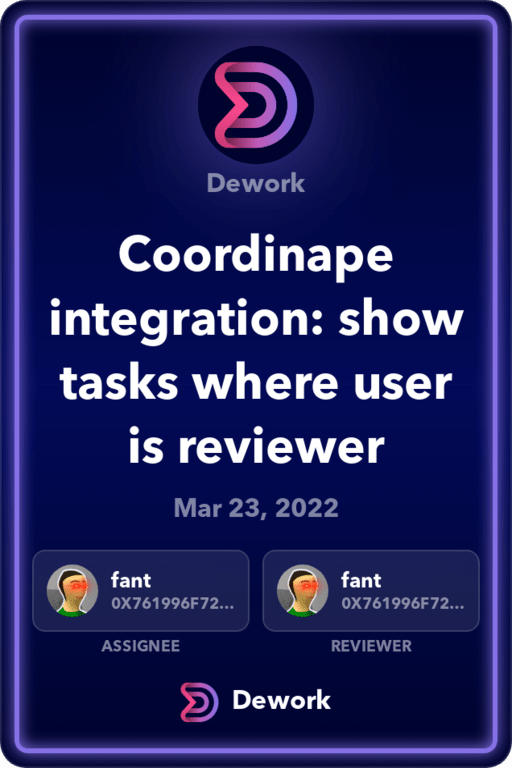 Dework
Coordinape
integration: show
tasks where user
is reviewer
Mar 23, 2022
fant
0X761996F72...
ASSIGNEE
fant
0X761996F72...
REVIEWER
Dework